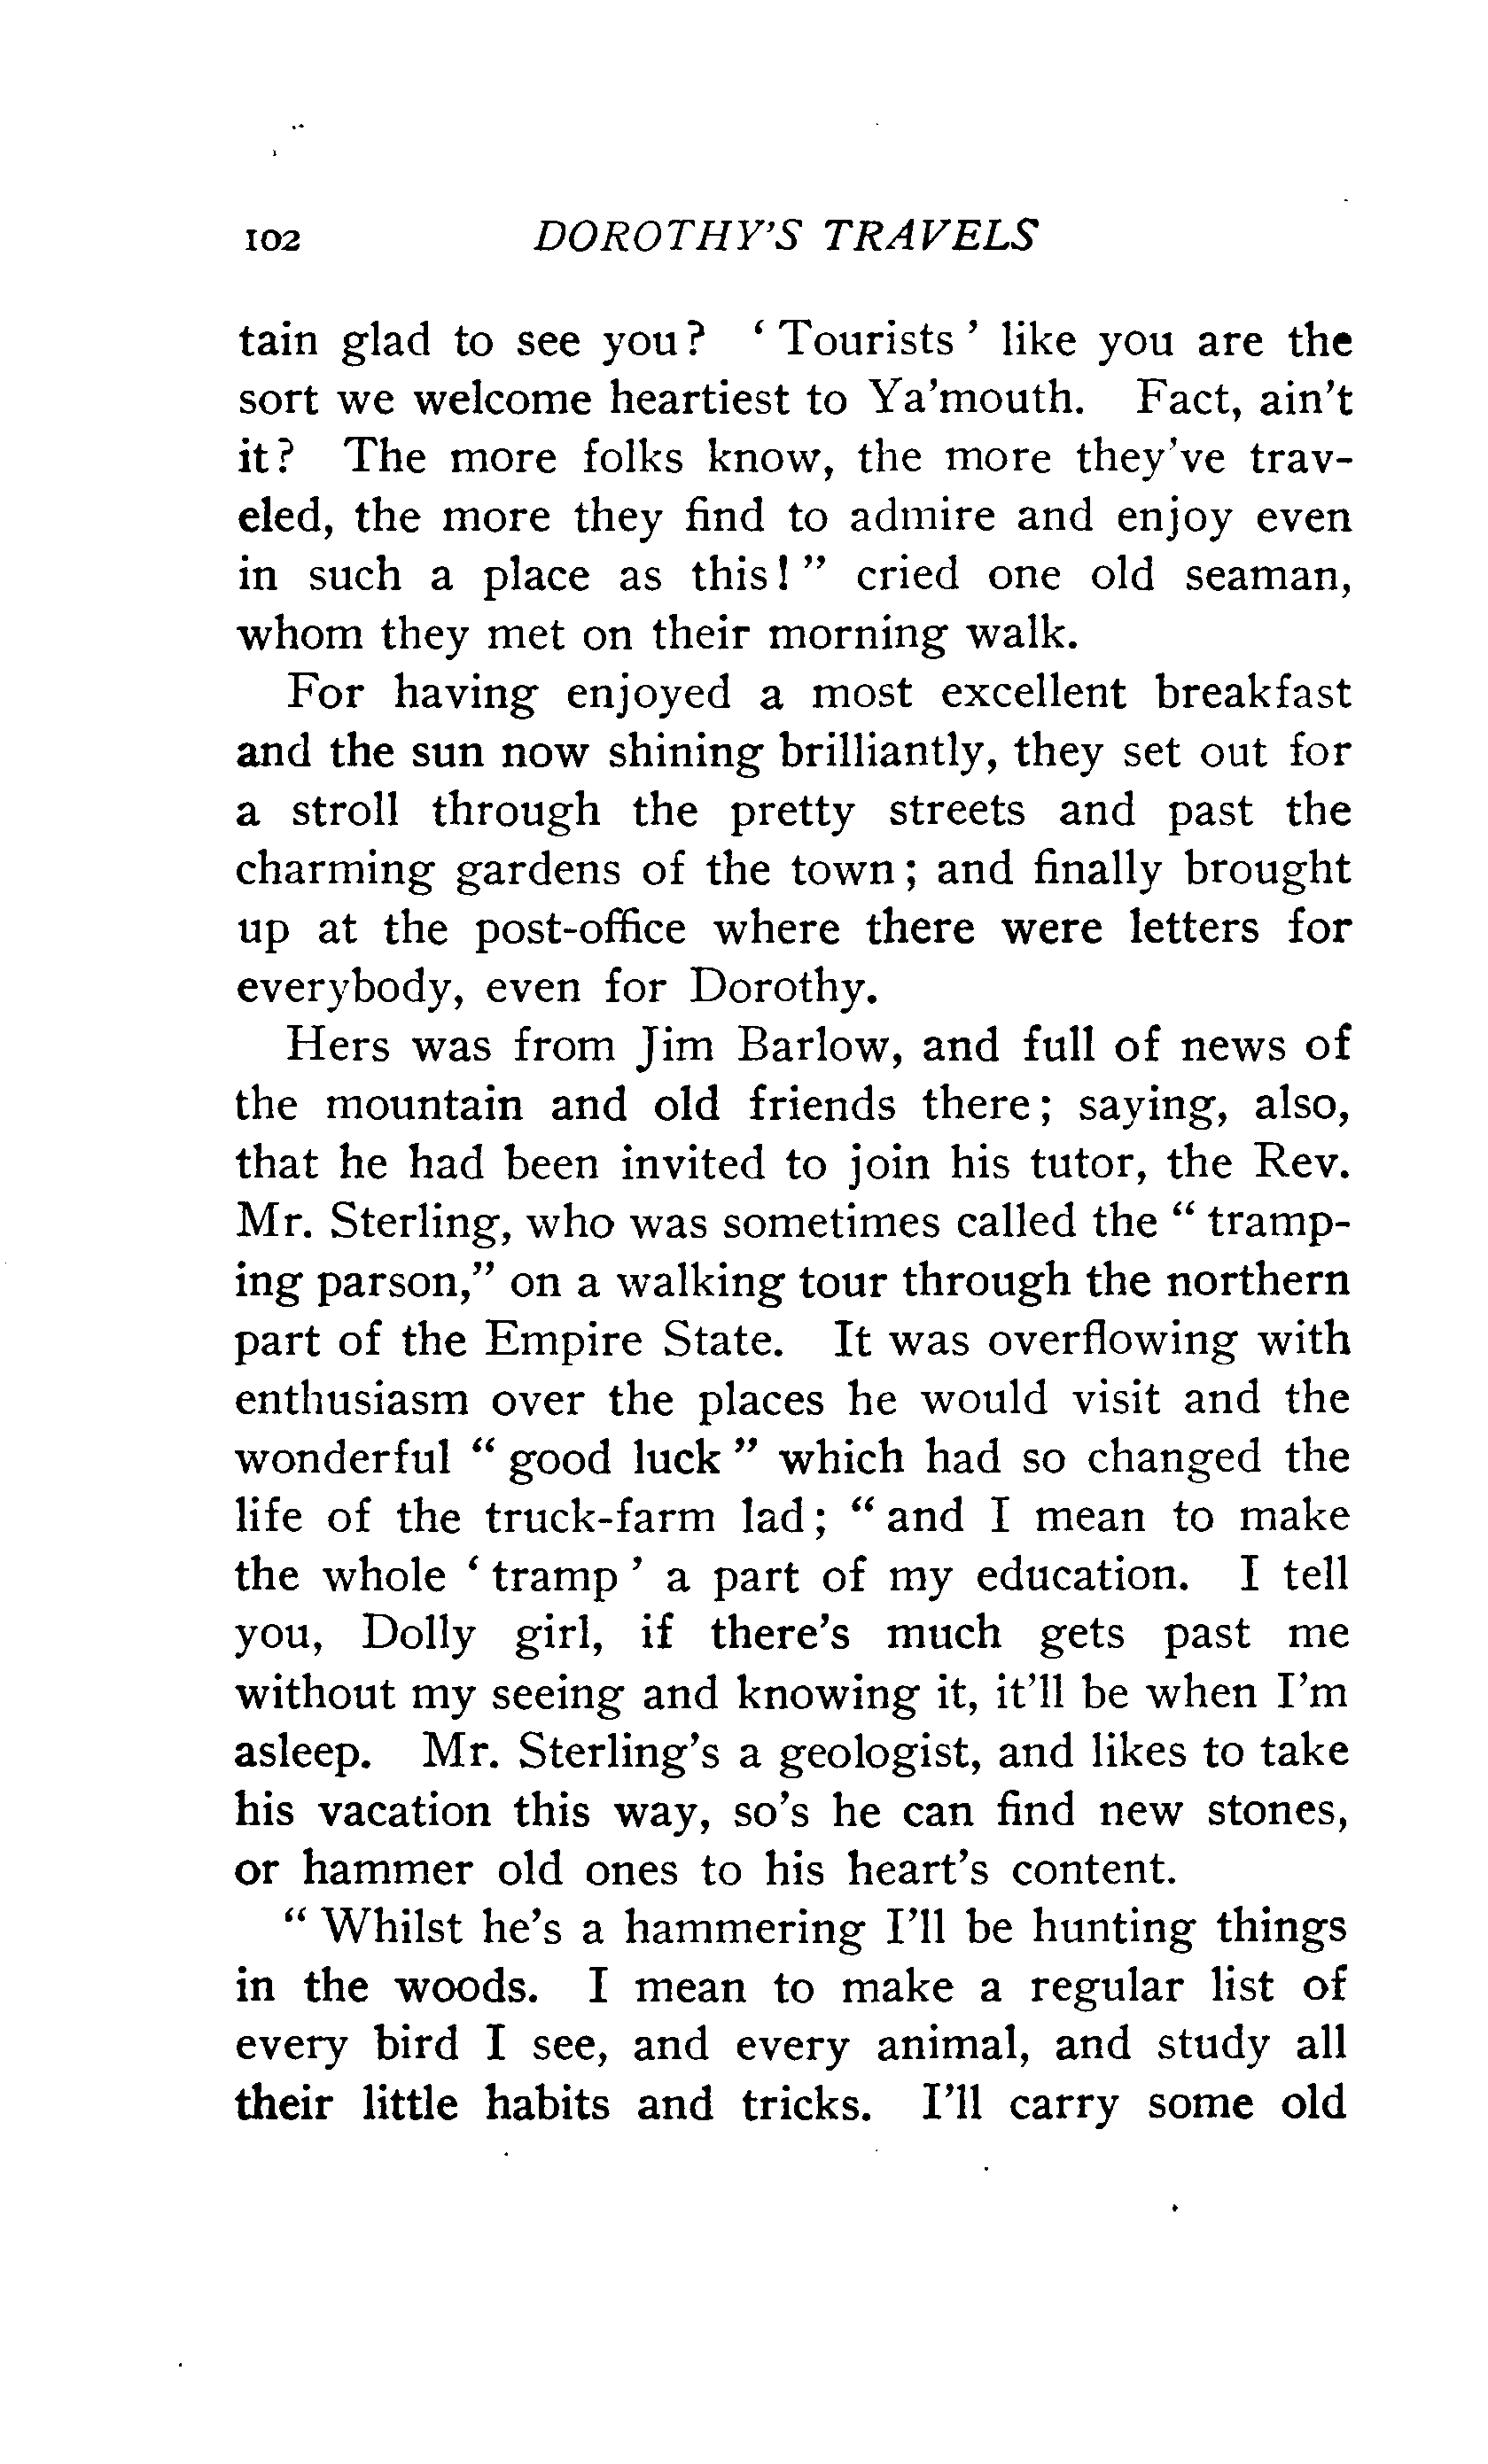 102 DOROTHY'S TRAVELS
tain glad to see you? ‘Tourists’ like you are the
sort we welcome heartiest to Ya'mouth. Fact, ain't
it? The more folks know, the more they've trav-
eled, the more they find to admire and enjoy even
in such a place as this!” cried one old seaman,
whom they met on their morning walk.
For having enjoyed a most excellent breakfast
and the sun now shining brilliantly, they set out for
a stroll through the pretty streets and past the
charming gardens of the town; and finally brought
up at the post-office where there were letters for
everybody, even for Dorothy.
Hers was from Jim Barlow, and full of news of
the mountain and old friends there; saying, also,
that he had been invited to join his tutor, the Rev.
Mr. Sterling, who was sometimes called the “tramp-
ing parson,” on a walking tour through the northern
part of the Empire State. It was overflowing with
enthusiasm over the places he would visit and the
wonderful “good luck” which had so changed the
life of the truck-farm lad; “and I mean to make
the whole ‘tramp’ a part of my education. I tell
you, Dolly girl, if there's much gets past me
without my seeing and knowing it, it'll be when I'm
asleep. Mr. Sterling's a geologist, and likes to take
his vacation this way, so's he can find new stones,
or hammer old ones to his heart's content.
“Whilst he's a hammering I'll be hunting things
in the woods. I mean to make a regular list of
every bird I see, and every animal, and study all
their little habits and tricks. I'll carry some old